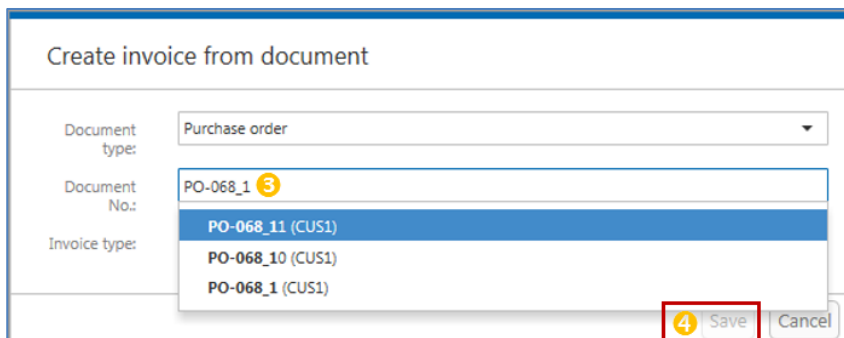 Create invoice from document
Document type:
Purchase order
Document No.:
PO-068_1 3
PO-068_11 (CUS1)
PO-068_10 (CUS1)
PO-068_1 (CUS1)
Invoice type:
4 Save Cancel